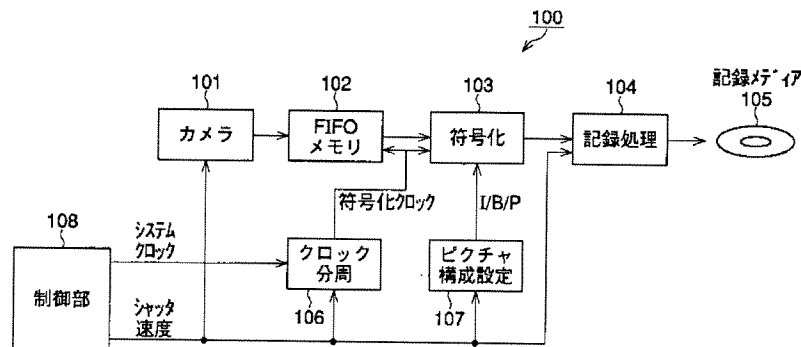 100
101
102
103
104
記録メディア
105
カメラ
FIFO
メモリ
符号化
記録処理
符号化クロック
I/B/P
108
システム
クロック
クロック
分周
ピクチャ
構成設定
制御部
シャッタ
速度
106
107